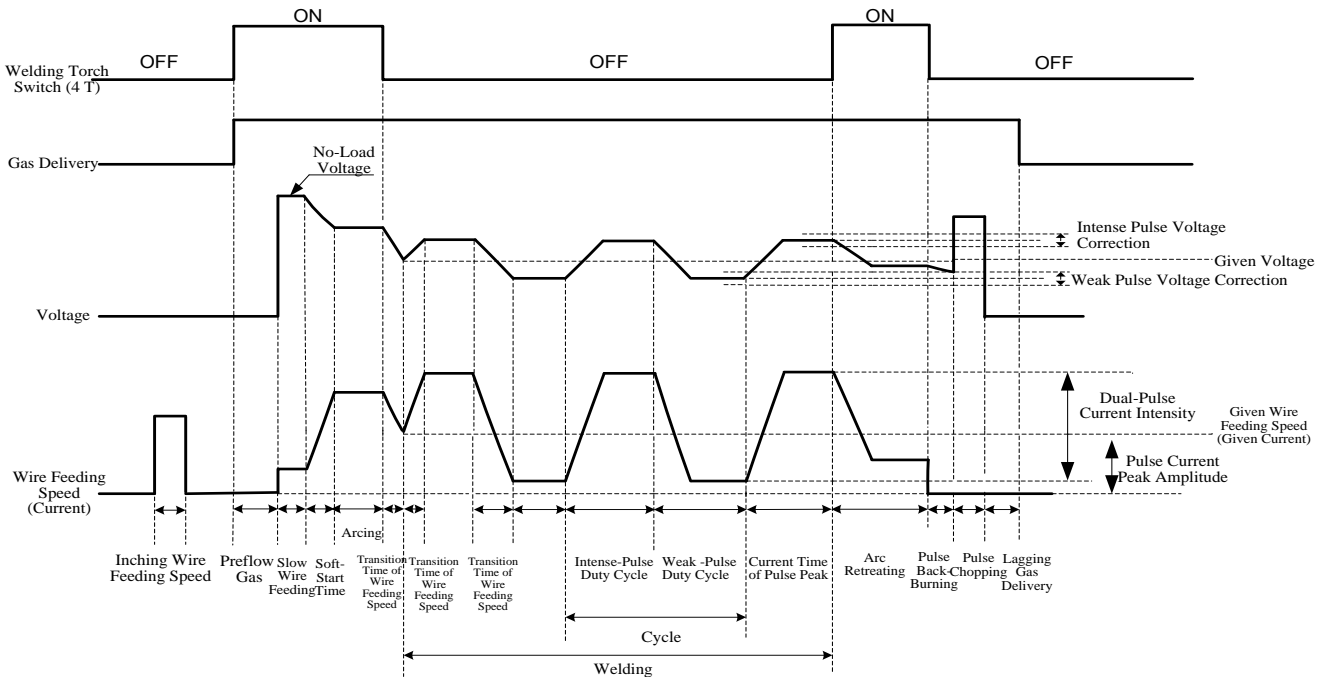 ON
ON
OFF
OFF
OFF
Welding Torch
Switch (4 T)
Gas Delivery
No-Load
Voltage
Intense Pulse Voltage
Correction
Given Voltage
Weak Pulse Voltage Correction
Voltage
Dual-Pulse
Current Intensity
Given Wire
Feeding Speed
(Given Current)
Pulse Current
Peak Amplitude
Wire Feeding
Speed
(Current)
Inching Wire
Feeding Speed
Preflow
Gas
Slow
Wire
Feeding
Soft-
Start
Time
Arcing
Transition
Time of
Wire
Feeding
Speed
Transition
Time of
Wire
Feeding
Speed
Transition
Time of
Wire
Feeding
Speed
Intense-Pulse
Duty Cycle
Weak -Pulse
Duty Cycle
Current Time
of Pulse Peak
Arc
Retreating
Pulse
Back-
Burning
Pulse
Chopping
Lagging
Gas
Delivery
Cycle
Welding